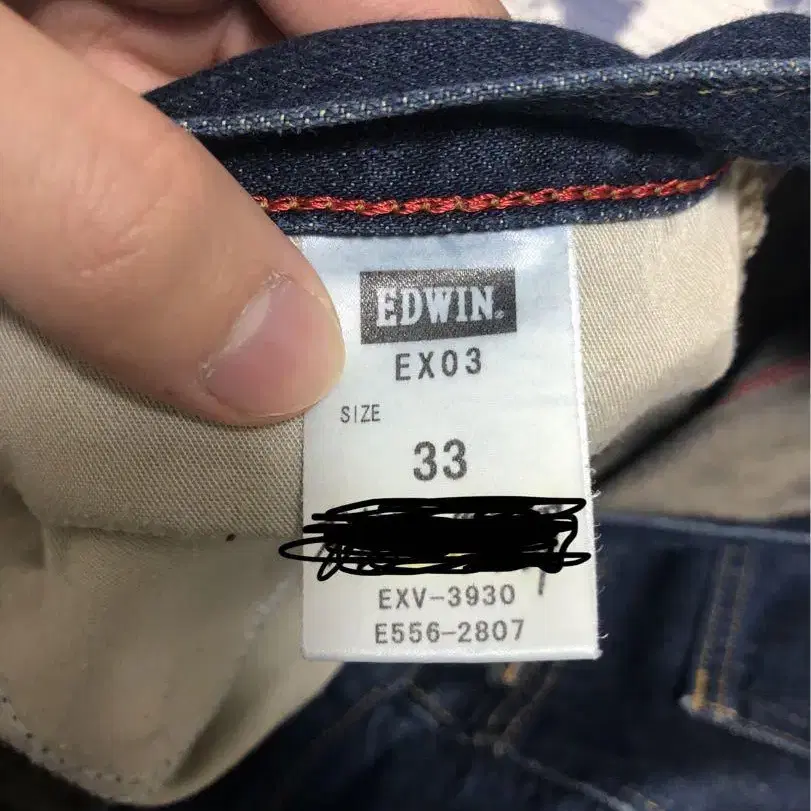 EDWIN.
EX03
SIZE
33
EXV-3930
E556-2807